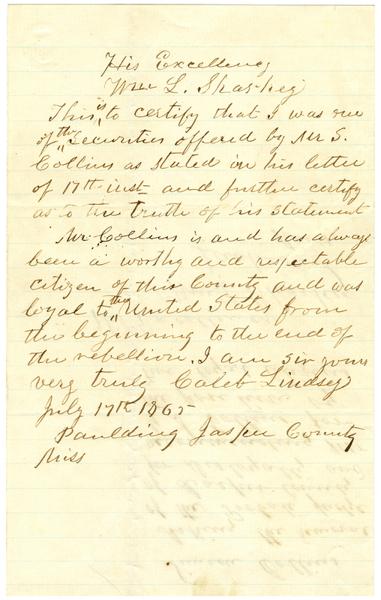 His Excellency
Wm L. Sharkey
This is to certify that I was one
of the Securities offered by Mr S.
Collins as stated in his letter
of 17th inst and further certify
as to the truth of his statement
Mr Collins is and has always
been a worthy and respectable
citizen of this County and was
loyal to the United States from
the beginning to the end of
the rebellion. I am sir yours
very truly Caleb Lindsey
July 17th 1865
Paulding Jasper County
Miss